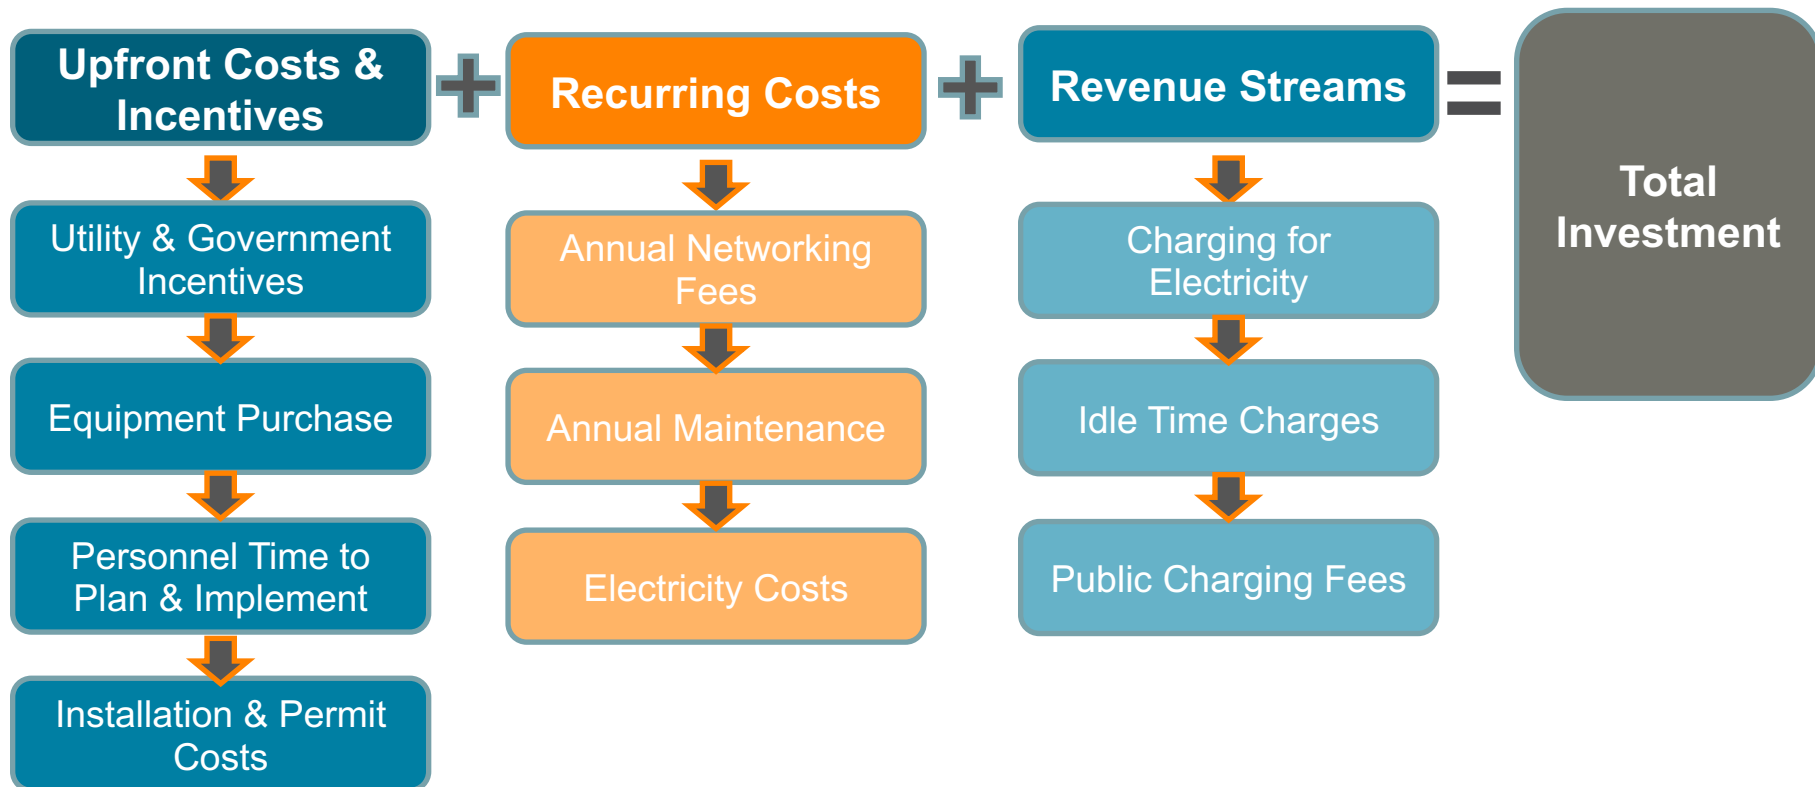 Upfront Costs &
Incentives
+
Recurring Costs
+
Revenue Streams
=
Total
Investment
Utility & Government
Incentives
Equipment Purchase
Personnel Time to
Plan & Implement
Installation & Permit
Costs
Annual Networking
Fees
Annual Maintenance
Electricity Costs
Charging for
Electricity
Idle Time Charges
Public Charging Fees